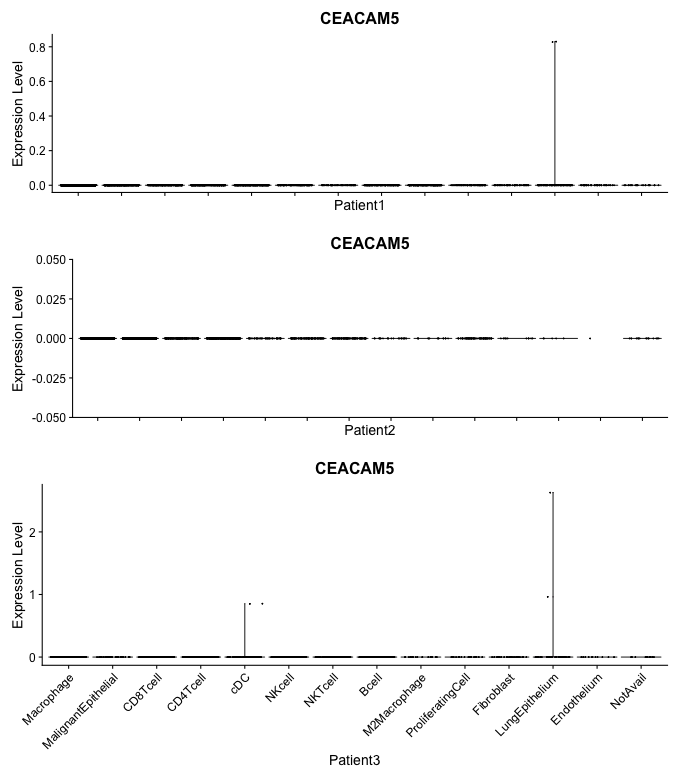 CEACAM5
Expression Level
0.8
0.6
0.4
0.2
0.0
Patient1
CEACAM5
Expression Level
0.050
0.025
0.000
-0.025
-0.050
Patient2
CEACAM5
Expression Level
2
1
0
Macrophage
MalignantEpithelial
CD8Tcell
CD4Tcell
cDC
NKcell
NKTcell
Bcell
M2Macrophage
ProliferatingCell
Fibroblast
LungEpithelium
Endothelium
NotAvail
Patient3